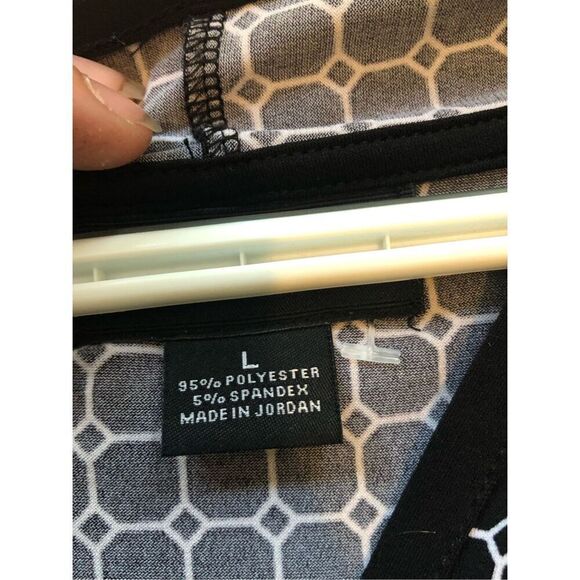 L
95% POLYESTER
5% SPANDEX
MADE IN JORDAN